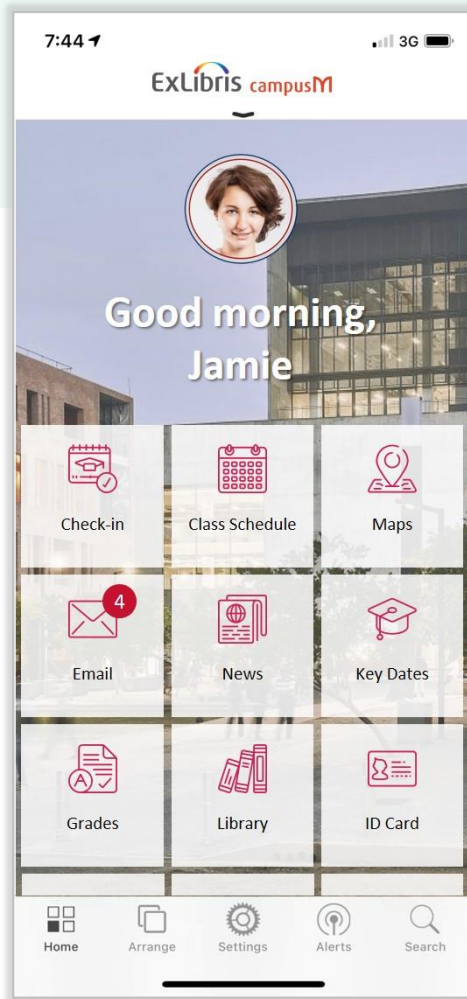 7:44
3G
ExLibris campusM
Good morning,
Jamie
Check-in
Class Schedule
Maps
4
Email
News
Key Dates
A
Grades
Library
ID Card
Home
Arrange
Settings
Alerts
Search